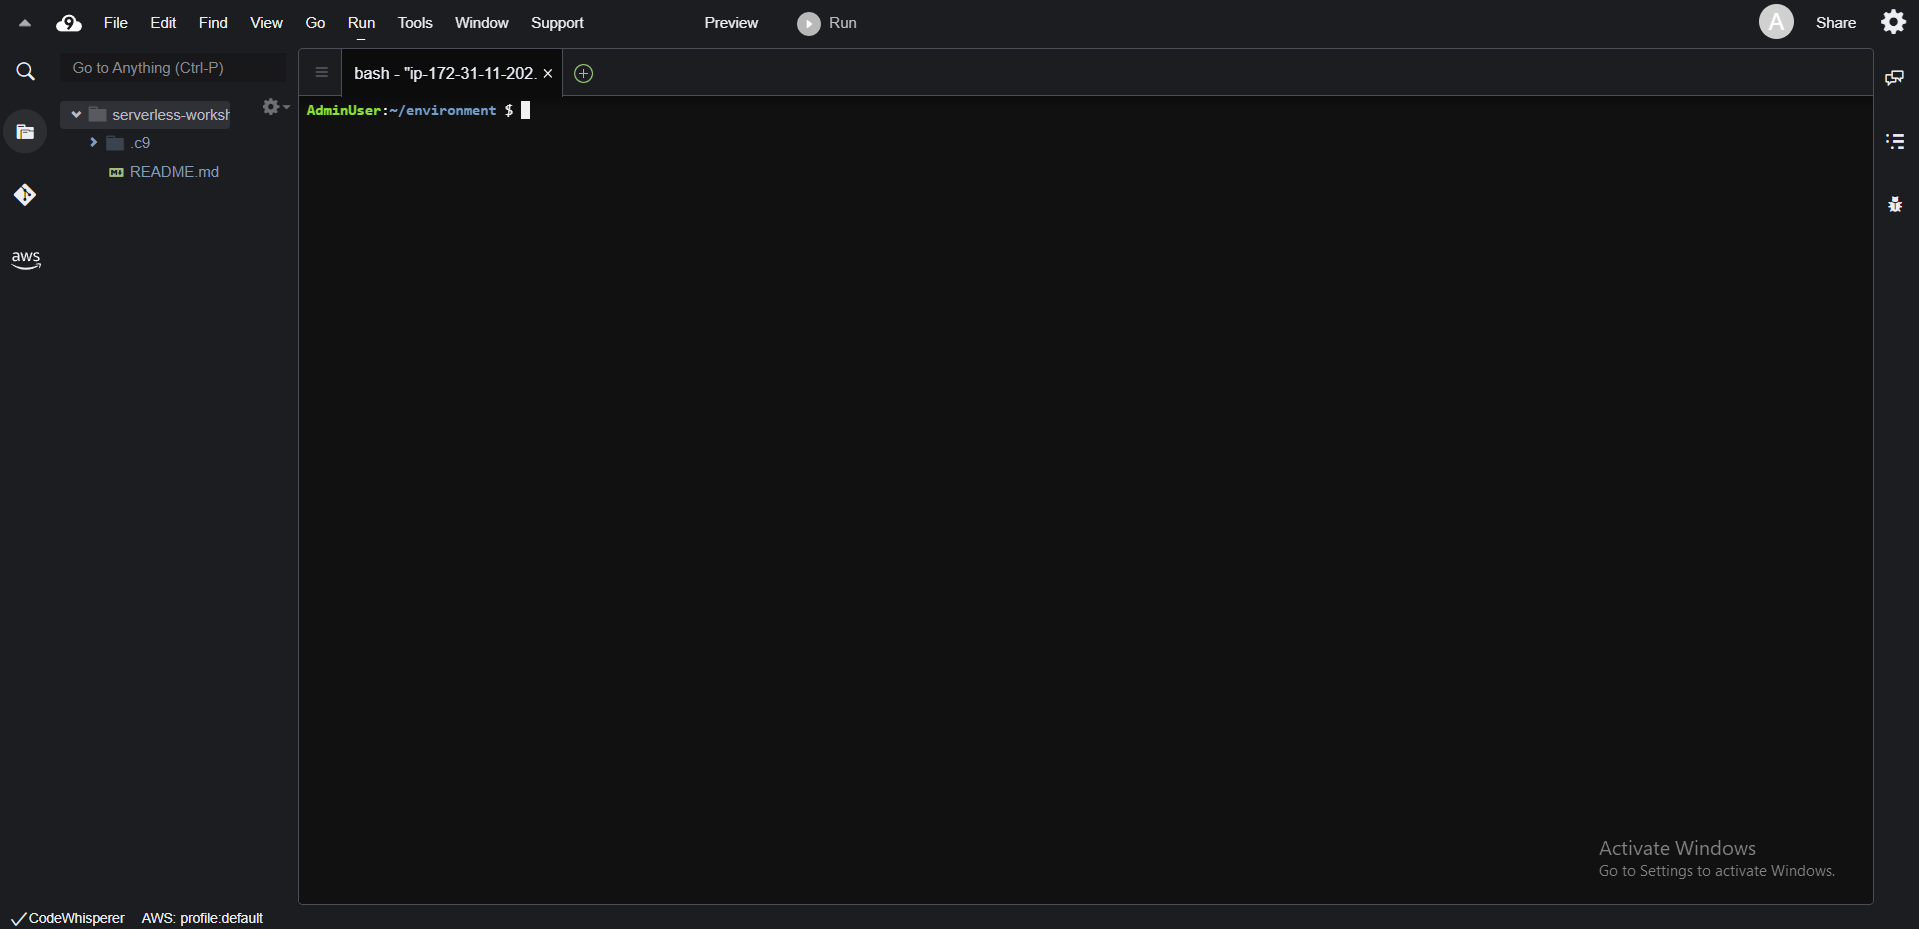 9 File Edit Find View Go Run Tools Window Support Preview Run A Share
Go to Anything (Ctrl-P)
bash - "ip-172-31-11-202. ×
serverless-worksh
.c9
README.md
aws
AdminUser:~/environment $
Activate Windows
Go to Settings to activate Windows.
CodeWhisperer AWS: profile:default